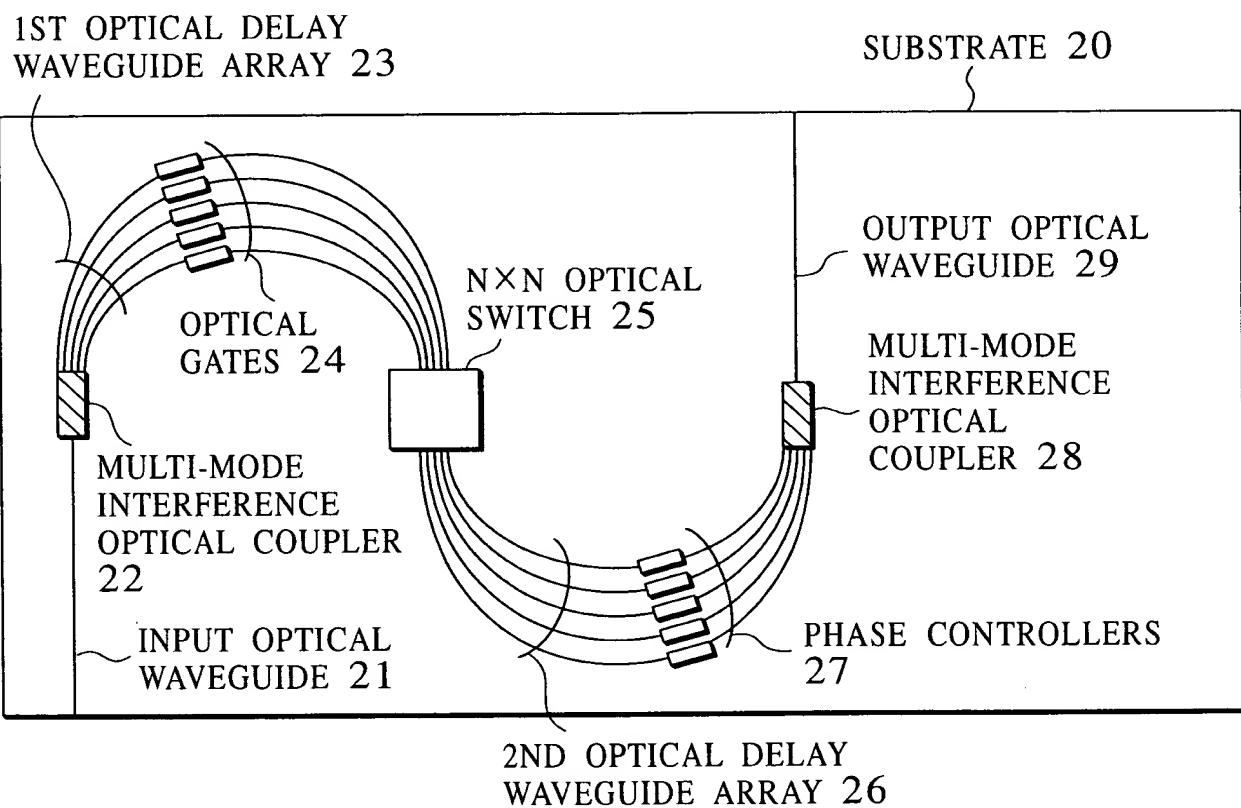 1ST OPTICAL DELAY
WAVEGUIDE ARRAY 23
SUBSTRATE 20
OUTPUT OPTICAL
WAVEGUIDE 29
N×N OPTICAL
SWITCH 25
OPTICAL
GATES 24
MULTI-MODE
INTERFERENCE
OPTICAL
COUPLER 28
MULTI-MODE
INTERFERENCE
OPTICAL COUPLER
22
INPUT OPTICAL
WAVEGUIDE 21
PHASE CONTROLLERS
27
2ND OPTICAL DELAY
WAVEGUIDE ARRAY 26